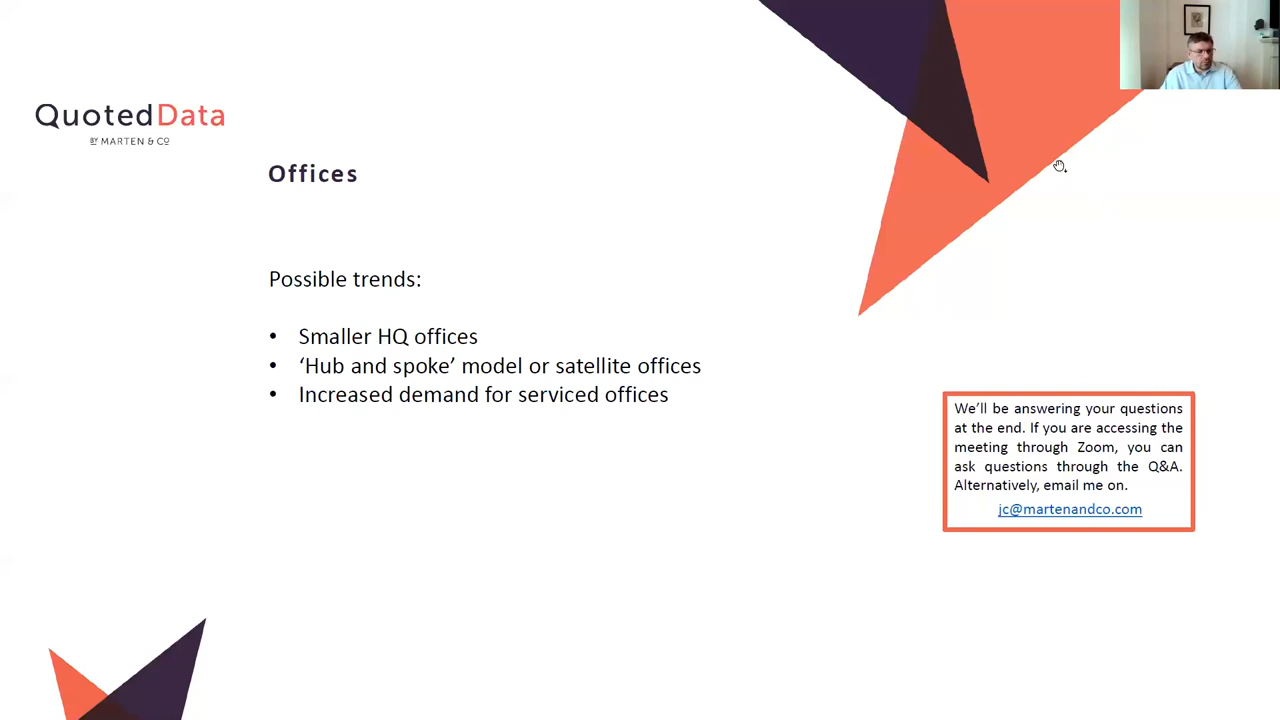 QuotedData
BY MARTEN & CO
Offices
Possible trends:
• Smaller HQ offices
• ‘Hub and spoke’ model or satellite offices
• Increased demand for serviced offices
We’ll be answering your questions
at the end. If you are accessing the
meeting through Zoom, you can
ask questions through the Q&A.
Alternatively, email me on.
jc@martenandco.com